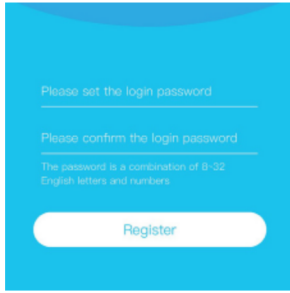 Please set the login password
Please confirm the login password
The password is a combination of 8-32
English letters and numbers
Register